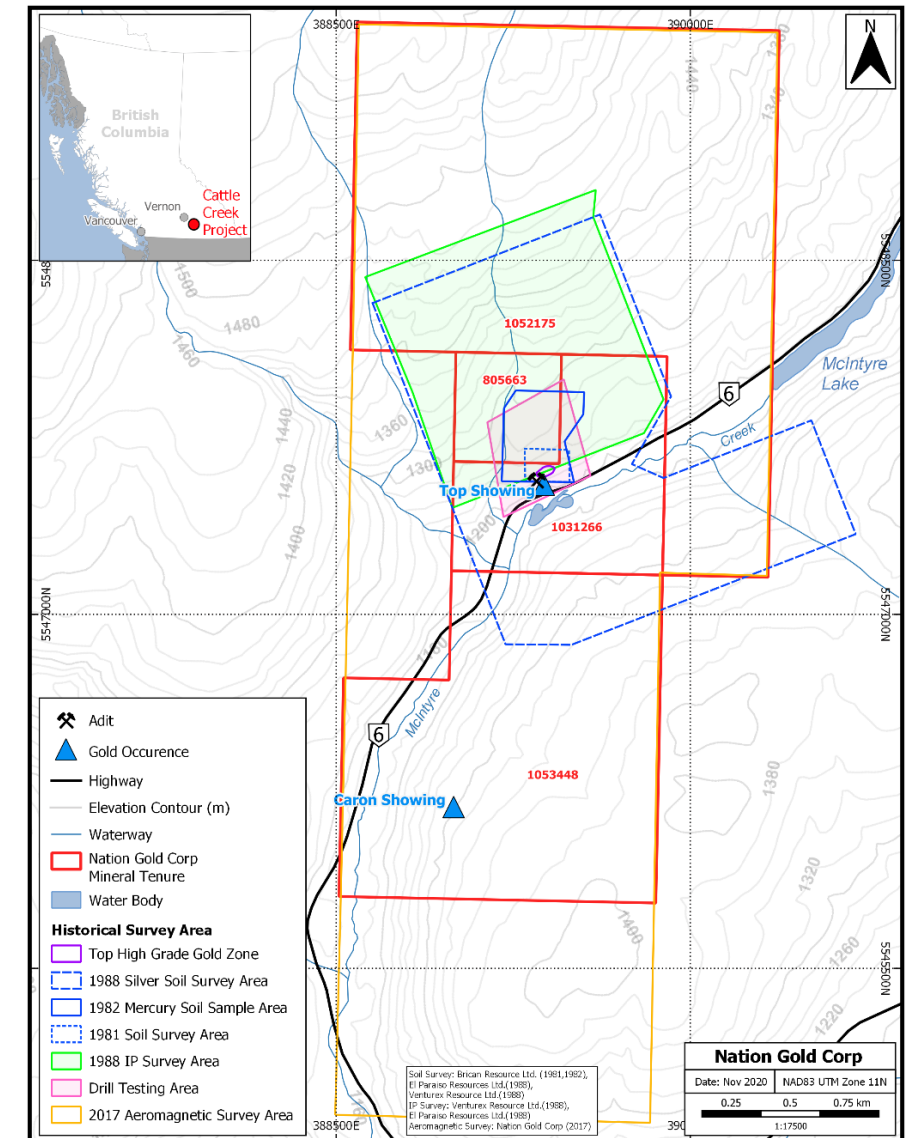 388500E
390000E
N
British
Columbia
Vernon
Vancouver
Cattle
Creek
Project
1440
1360
1340
5548500N
1500
1480
1460
1052175
McIntyre
Lake
805663
6
1440
1360
Creek
1300
1420
Top Showing
1200
1031266
1400
5547000N
5547000N
1160
McIntyre
6
1053448
1380
Caron Showing
1320
1400
1260
1220
5545500N
Adit
Gold Occurence
Highway
Elevation Contour (m)
Waterway
Nation Gold Corp
Mineral Tenure
Water Body
Historical Survey Area
Top High Grade Gold Zone
1988 Silver Soil Survey Area
1982 Mercury Soil Sample Area
1981 Soil Survey Area
1988 IP Survey Area
Drill Testing Area
2017 Aeromagnetic Survey Area
Soil Survey: Brican Resource Ltd. (1981,1982),
El Paraiso Resources Ltd.(1988),
Venturex Resource Ltd.(1988)
IP Survey: Venturex Resource Ltd.(1988),
El Paraiso Resources Ltd.(1988)
Aeromagnetic Survey: Nation Gold Corp (2017)
Nation Gold Corp
Date: Nov 2020
NAD83 UTM Zone 11N
0.25 0.5 0.75 km
1:17500
388500E